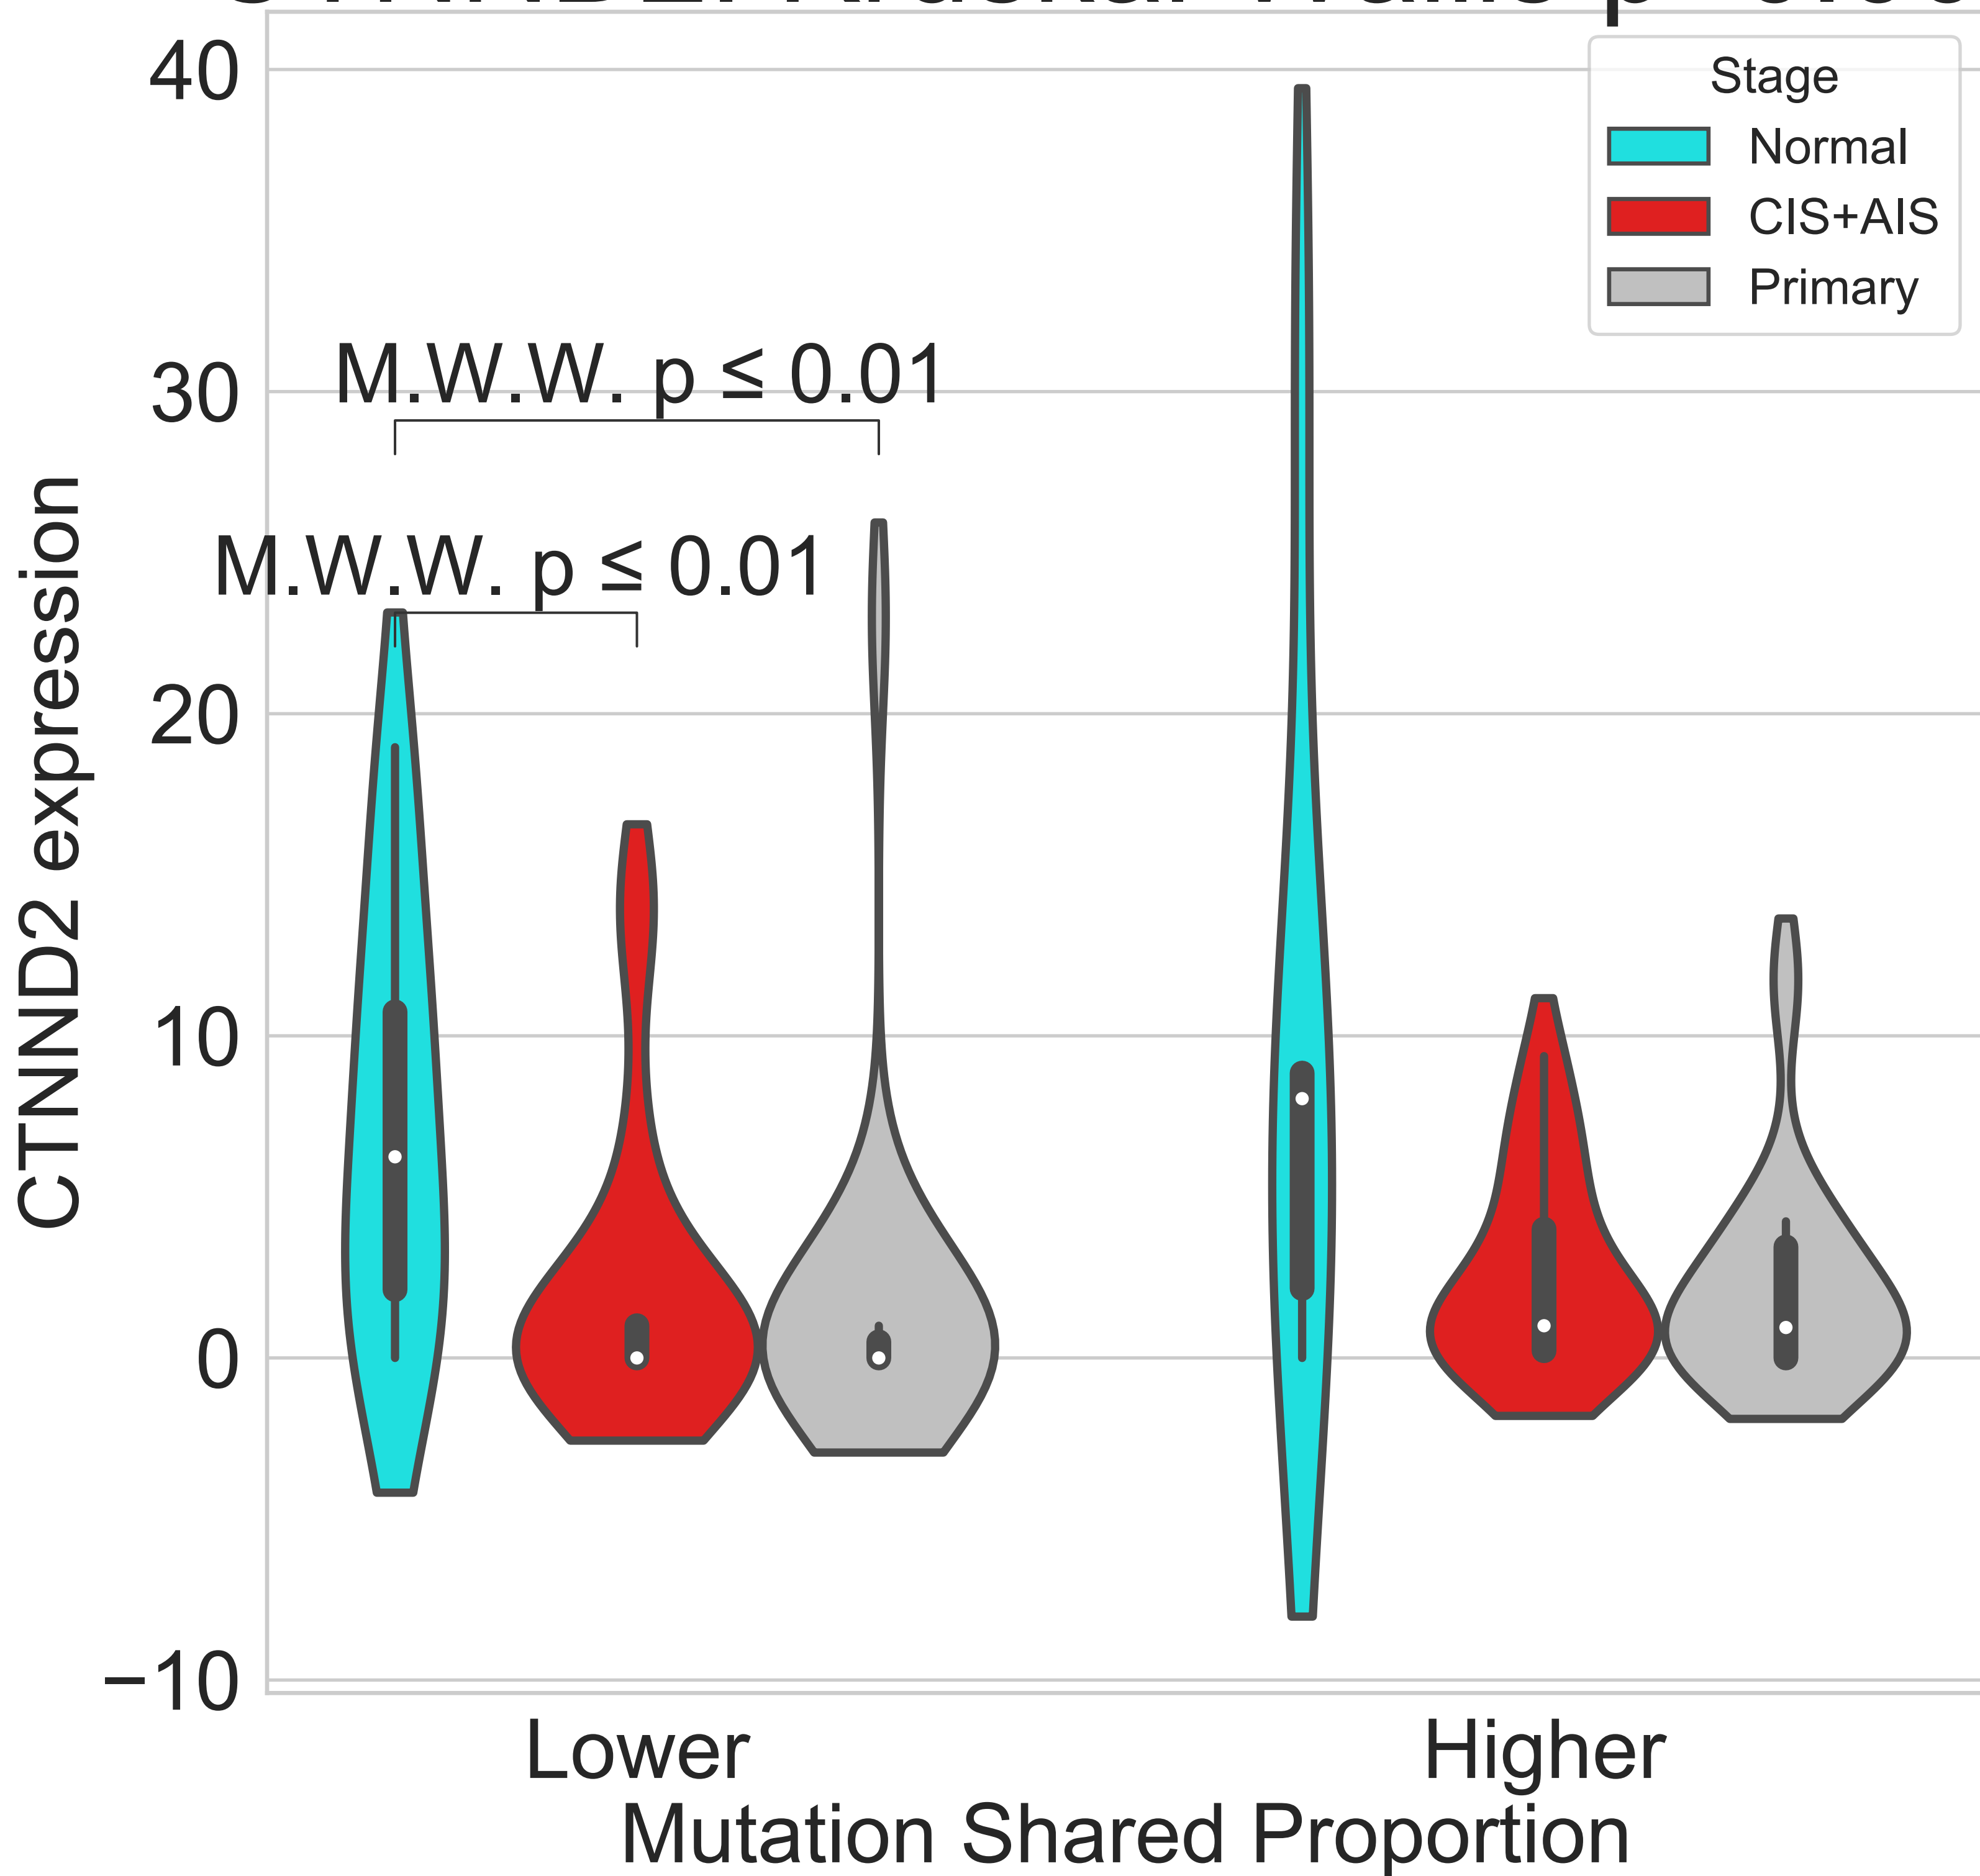 40
30
20
10
0
−10
CTNND2 expression
Stage
Normal
CIS+AIS
Primary
M.W.W. p ≤ 0.01
M.W.W. p ≤ 0.01
Lower
Higher
Mutation Shared Proportion